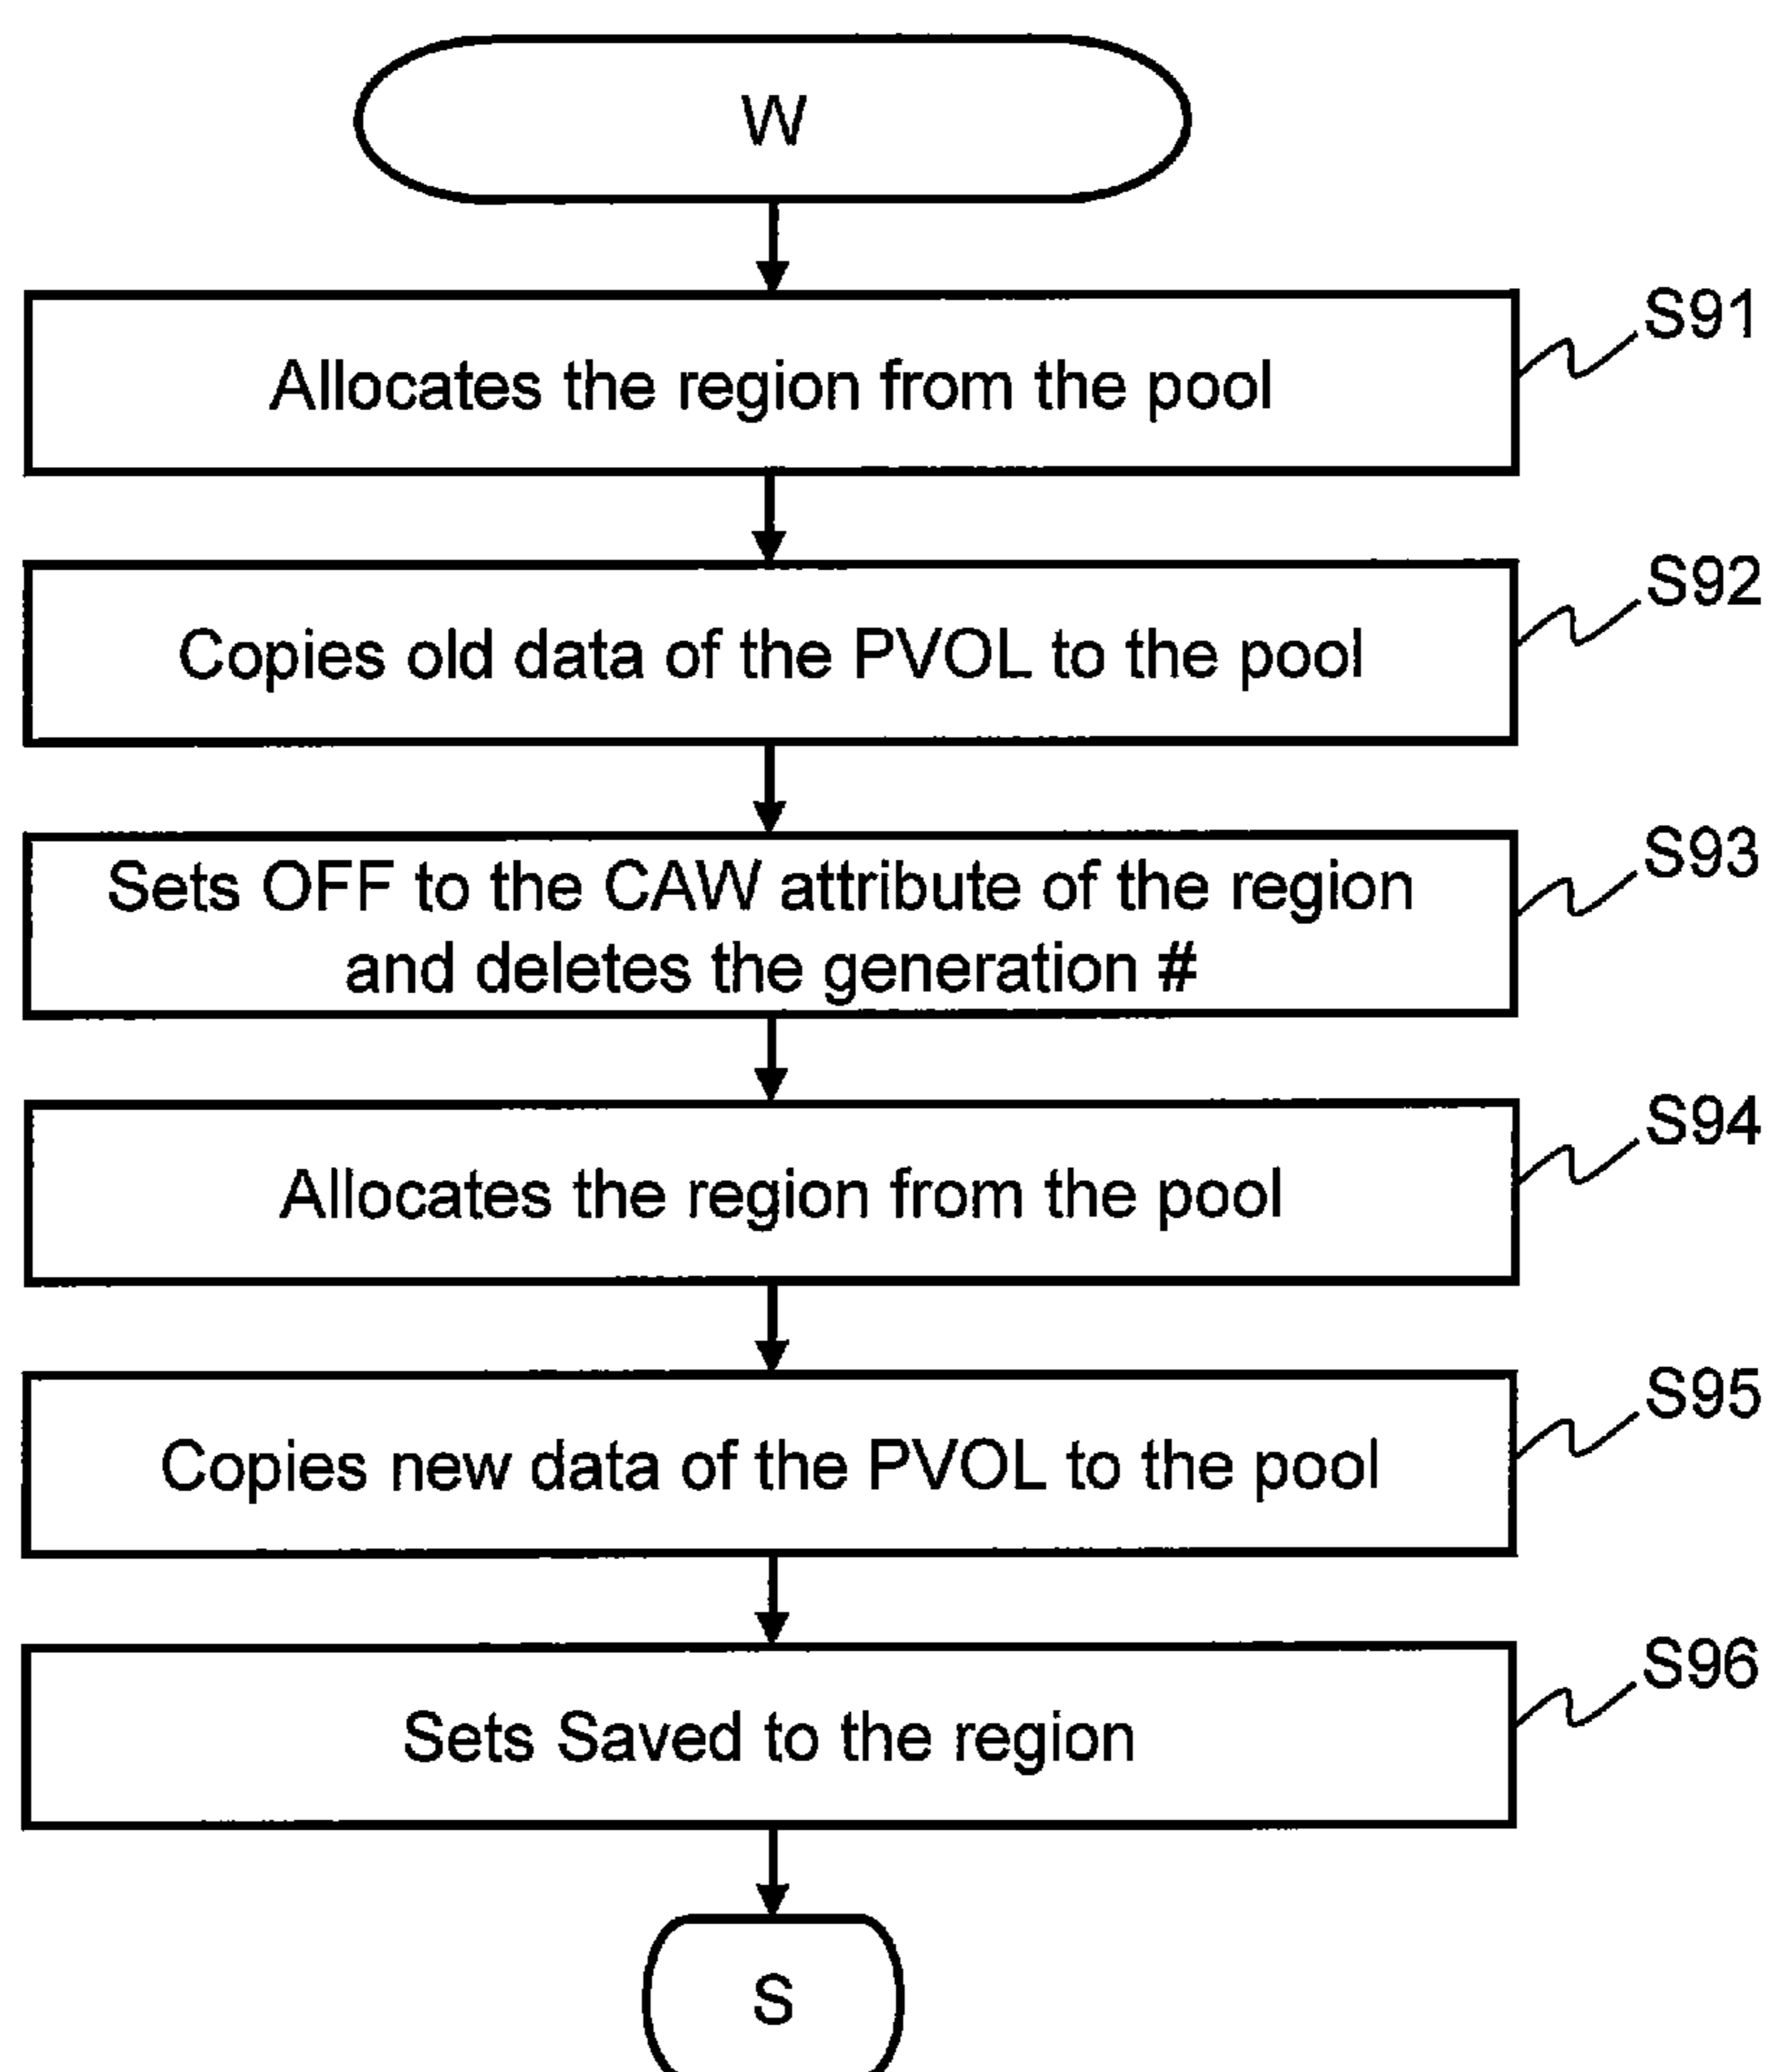 W
S91
Allocates the region from the pool
S92
Copies old data of the PVOL to the pool
S93
Sets OFF to the CAW attribute of the region
and deletes the generation #
S94
Allocates the region from the pool
S95
Copies new data of the PVOL to the pool
S96
Sets Saved to the region
S